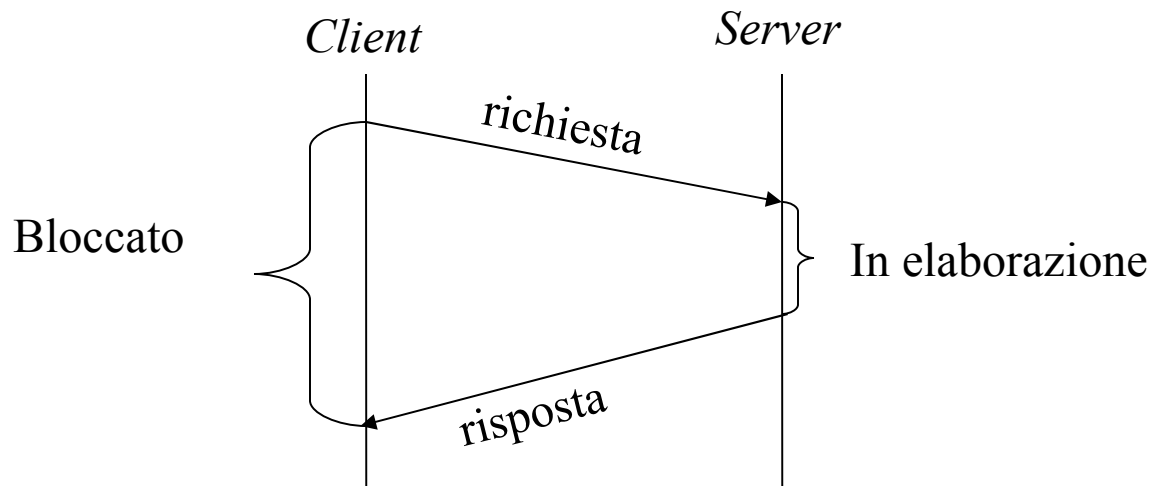 Client
Server
richiesta
Bloccato
In elaborazione
risposta